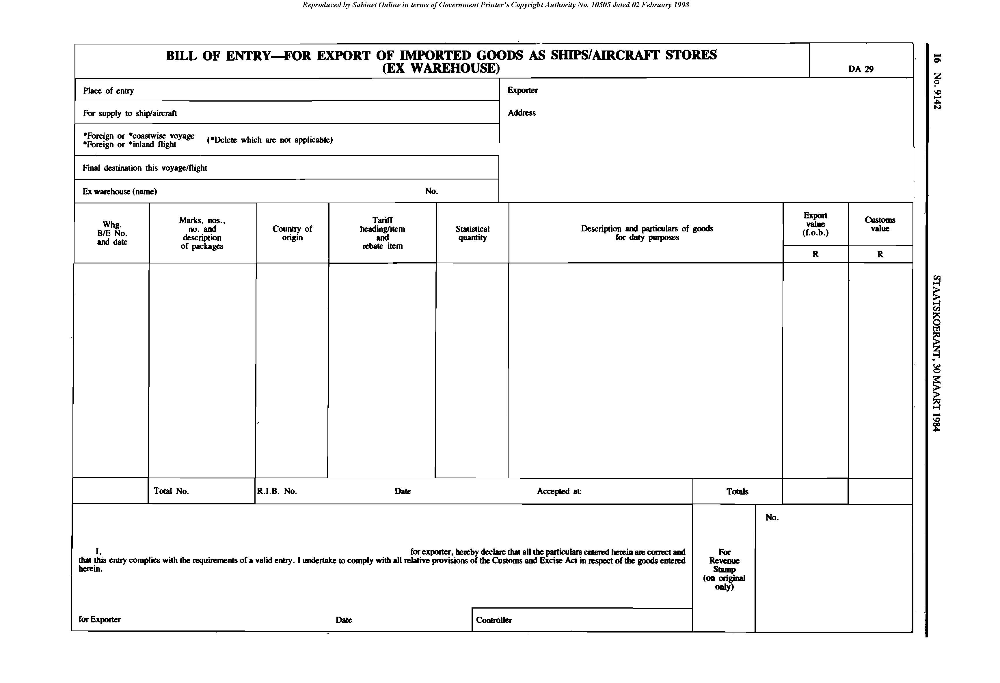 Reproduced by Sabinet Online in terms of Government Printer's Copyright Authority No. 10505 dated 02 February 1998
BILL OF ENTRY—FOR EXPORT OF IMPORTED GOODS AS SHIPS/AIRCRAFT STORES
(EX WAREHOUSE)
DA 29
Place of entry
For supply to ship/aircraft
*Foreign or *coastwise voyage
*Foreign or *inland flight
(*Delete which are not applicable)
Final destination this voyage/flight
Ex warehouse (name) No.
Exporter
Address
Whg.
B/E No.
and date
Marks, nos.,
no. and
description
of packages
Country of
origin
Tariff
heading/item
and
rebate item
Statistical
quantity
Description and particulars of goods
for duty purposes
Export
value
(f.o.b.)
R
Customs
value
R
Total No.
R.I.B. No. Date Accepted at:
Totals
I, for exporter, hereby declare that all the particulars entered herein are correct and
that this entry complies with the requirements of a valid entry. I undertake to comply with all relative provisions of the Customs and Excise Act in respect of the goods entered
herein.
for Exporter Date
Controller
For
Revenue
Stamp
(on original
only)
No.
16 No. 9142 STAATSKOERANT, 30 MAART 1984